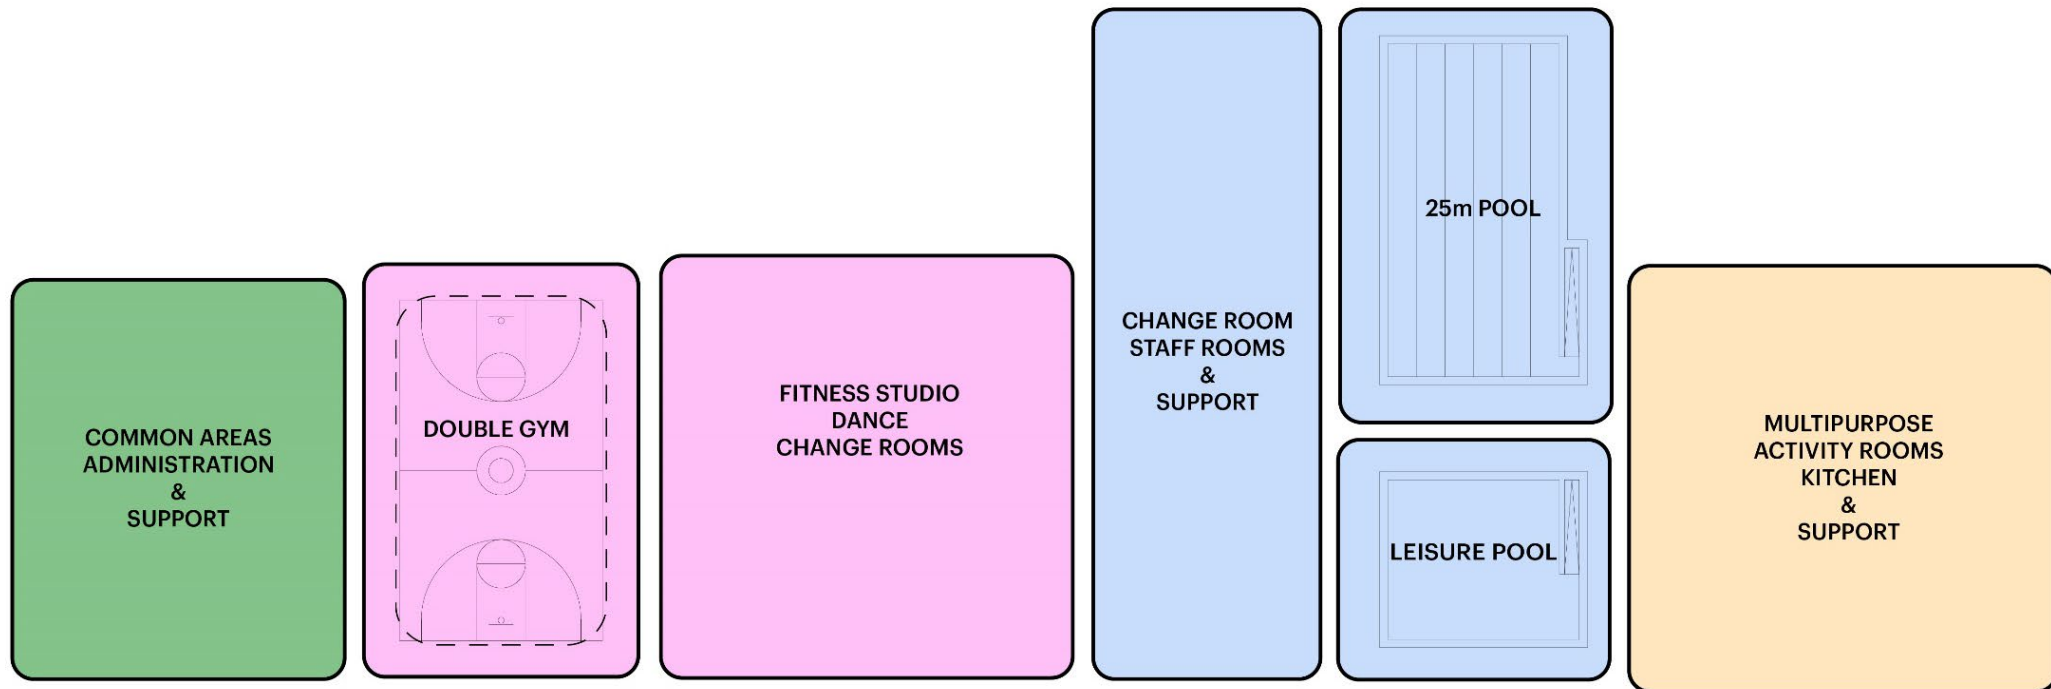 COMMON AREAS
ADMINISTRATION
&
SUPPORT
DOUBLE GYM
FITNESS STUDIO
DANCE
CHANGE ROOMS
CHANGE ROOM
STAFF ROOMS
&
SUPPORT
25m POOL
LEISURE POOL
MULTIPURPOSE
ACTIVITY ROOMS
KITCHEN
&
SUPPORT